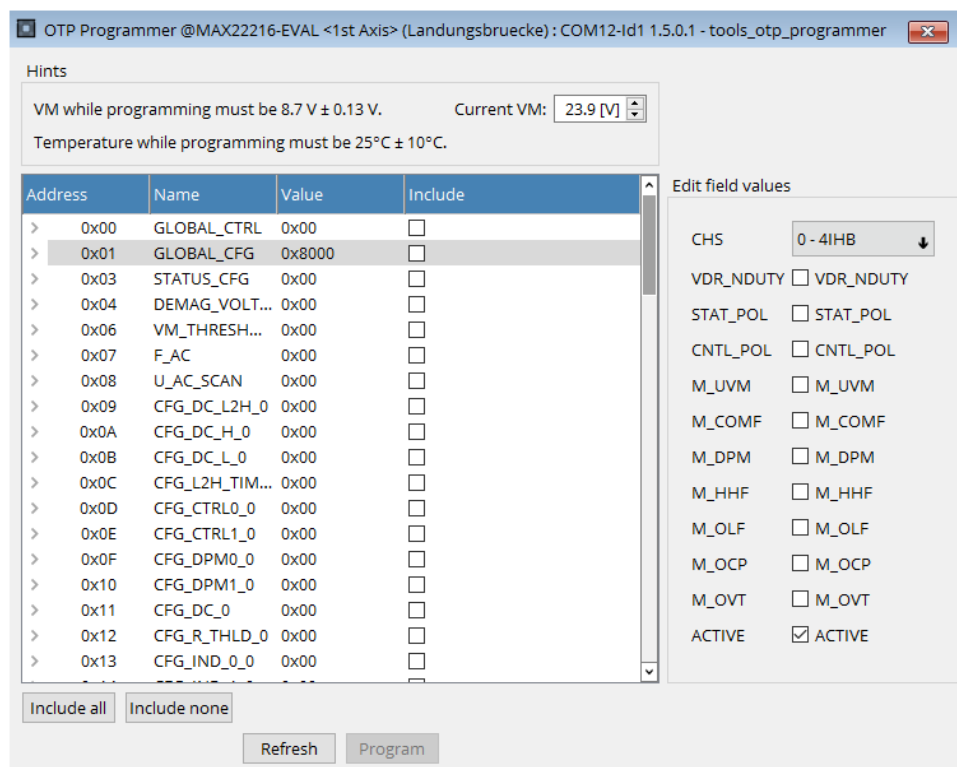 OTP Programmer @MAX22216-EVAL <1st Axis> (Landungsbruecke) : COM12-Id1 1.5.0.1 - tools_otp_programmer
Hints
VM while programming must be 8.7 V ± 0.13 V. Current VM: 23.9 [V]
Temperature while programming must be 25°C ± 10°C.
Address Name Value Include
0x00 GLOBAL_CTRL 0x00
0x01 GLOBAL_CFG 0x8000
0x03 STATUS_CFG 0x00
0x04 DEMAG_VOLT... 0x00
0x06 VM_THRESH... 0x00
0x07 F_AC 0x00
0x08 U_AC_SCAN 0x00
0x09 CFG_DC_L2H_0 0x00
0x0A CFG_DC_H_0 0x00
0x0B CFG_DC_L_0 0x00
0x0C CFG_L2H_TIM... 0x00
0x0D CFG_CTRL0_0 0x00
0x0E CFG_CTRL1_0 0x00
0x0F CFG_DPM0_0 0x00
0x10 CFG_DPM1_0 0x00
0x11 CFG_DC_0 0x00
0x12 CFG_R_THLD_0 0x00
0x13 CFG_IND_0_0 0x00
Edit field values
CHS 0 - 4IHB
VDR_NDUTY VDR_NDUTY
STAT_POL STAT_POL
CNTL_POL CNTL_POL
M_UVM M_UVM
M_COMF M_COMF
M_DPM M_DPM
M_HHF M_HHF
M_OLF M_OLF
M_OCP M_OCP
M_OVT M_OVT
ACTIVE ACTIVE
Include all Include none
Refresh Program